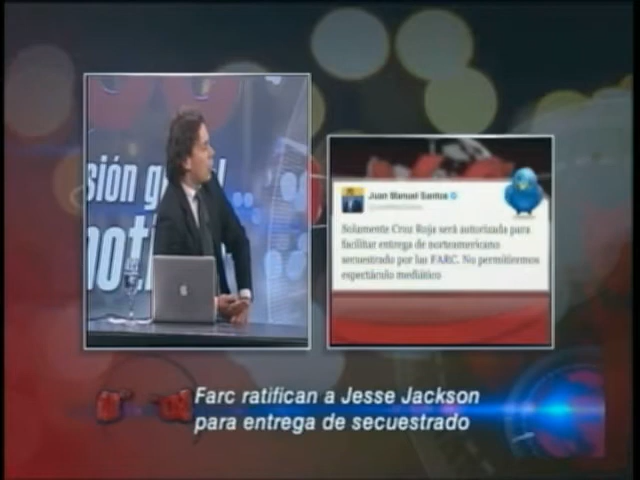 sión ge
noti
Juan Manuel Santos
Solamente Cruz Roja será autorizada para
facilitar entrega de norteamericano
secuestrado por las FARC. No permitiremos
espectáculo mediático
Farc ratifican a Jesse Jackson
para entrega de secuestrado